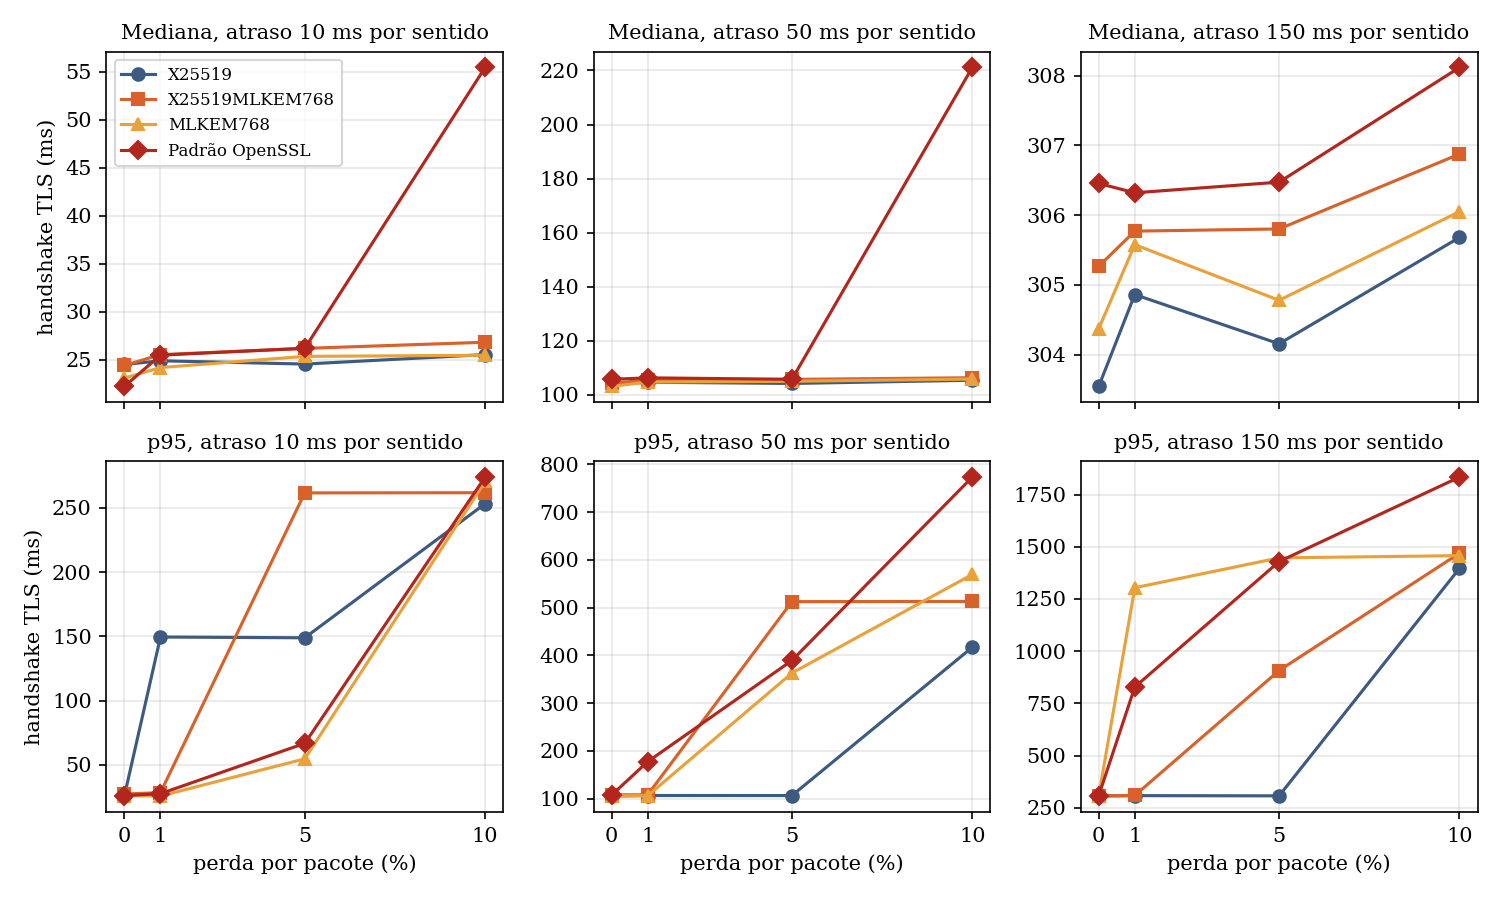 Mediana, atraso 10 ms por sentido
Mediana, atraso 50 ms por sentido
Mediana, atraso 150 ms por sentido
handshake TLS (ms)
55
50
45
40
35
30
25
X25519
X25519MLKEM768
MLKEM768
Padrão OpenSSL
220
200
180
160
140
120
100
308
307
306
305
304
p95, atraso 10 ms por sentido
p95, atraso 50 ms por sentido
p95, atraso 150 ms por sentido
handshake TLS (ms)
250
200
150
100
50
0 1 5 10
perda por pacote (%)
800
700
600
500
400
300
200
100
0 1 5 10
perda por pacote (%)
1750
1500
1250
1000
750
500
250
0 1 5 10
perda por pacote (%)